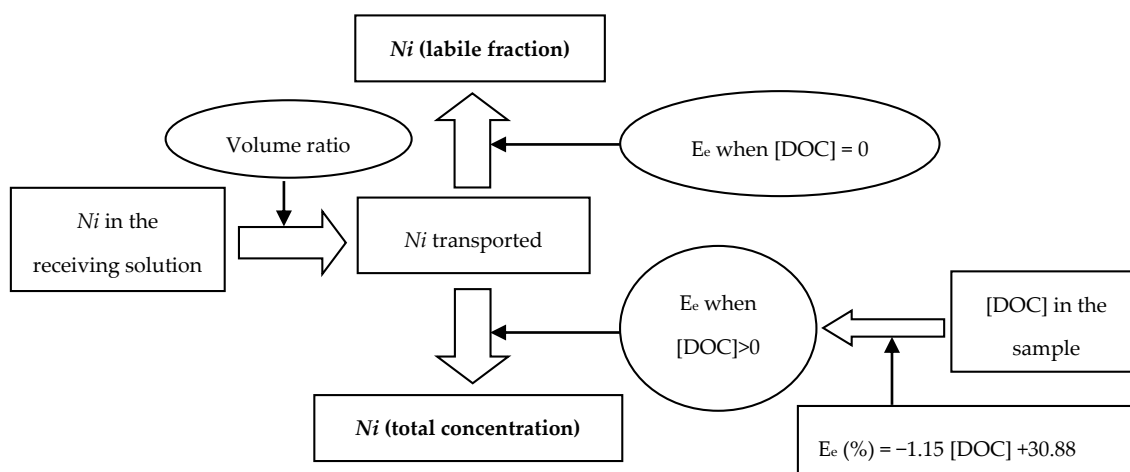 Ni (labile fraction)
Volume ratio
Eₑ when [DOC] = 0
Ni in the
receiving solution
Ni transported
Eₑ when
[DOC]>0
[DOC] in the
sample
Ni (total concentration)
Eₑ (%) = −1.15 [DOC] +30.88